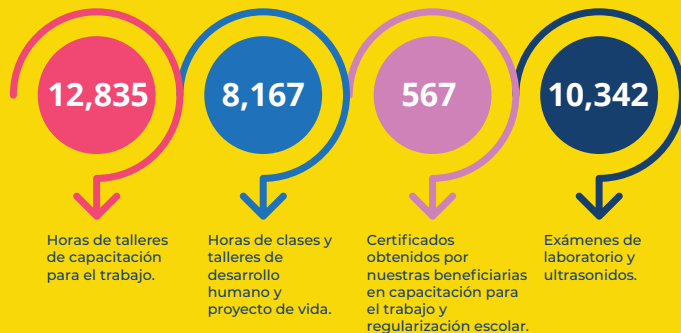 12,835
8,167
567
10,342
Horas de talleres
de capacitación
para el trabajo.
Horas de clases y
talleres de
desarrollo
humano y
proyecto de vida.
Certificados
obtenidos por
nuestras beneficiarias
en capacitación para
el trabajo y
regularización escolar.
Exámenes de
laboratorio y
ultrasonidos.